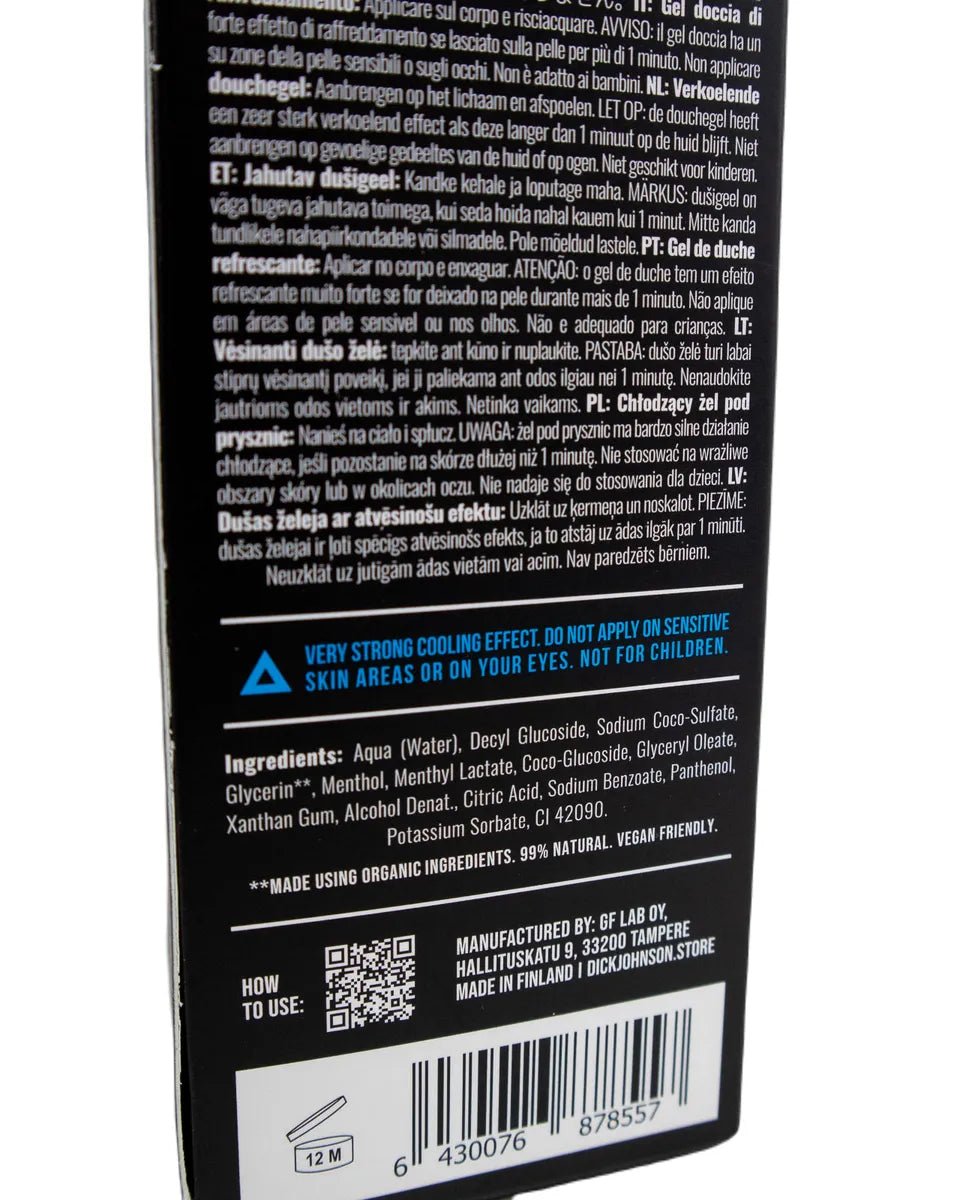 Applicare sul corpo e risciacquare. AVVISO: il gel doccia ha un
IT: Gel doccia di
forte effetto di raffreddamento se lasciato sulla pelle per più di 1 minuto. Non applicare
su zone della pelle sensibili o sugli occhi. Non è adatto ai bambini. NL: Verkoelende
douchegel: Aanbrengen op het lichaam en afspoelen. LET OP: de douchegel heeft
een zeer sterk verkoelend effect als deze langer dan 1 minuut op de huid blijft. Niet
aanbrengen op gevoelige gedeeltes van de huid of op ogen. Niet geschikt voor kinderen.
ET: Jahutav dušigeel: Kandke kehale ja loputage maha. MÄRKUS: dušigeel on
väga tugeva jahutava toimega, kui seda hoida nahal kauem kui 1 minut. Mitte kanda
tundlikele nahapiirkondadele või silmadele. Pole mõeldud lastele. PT: Gel de duche
refrescante: Aplicar no corpo e enxaguar. ATENÇÃO: o gel de duche tem um efeito
refrescante muito forte se for deixado na pele durante mais de 1 minuto. Não aplique
em áreas de pele sensivel ou nos olhos. Não e adequado para crianças. LT:
Vėsinanti dušo želė: tepkite ant kūno ir nuplaukite. PASTABA: dušo želė turi labai
stiprų vėsinantį poveikį, jei ji paliekama ant odos ilgiau nei 1 minutę. Nenaudokite
jautrioms odos vietoms ir akims. Netinka vaikams. PL: Chłodzący żel pod
prysznic: Nanieś na ciało i spłucz. UWAGA: żel pod prysznic ma bardzo silne działanie
chłodzące, jeśli pozostanie na skórze dłużej niż 1 minutę. Nie stosować na wrażliwe
obszary skóry lub w okolicach oczu. Nie nadaje się do stosowania dla dzieci. LV:
Dušas želeja ar atvēsinošu efektu: Uzklāt uz ķermeņa un noskalot. PIEZĪME:
dušas želejai ir ļoti spēcīgs atvēsinošs efekts, ja to atstāj uz ādas ilgāk par 1 minūti.
Neuzklāt uz jutīgām ādas vietām vai acīm. Nav paredzēts bērniem.
VERY STRONG COOLING EFFECT. DO NOT APPLY ON SENSITIVE
SKIN AREAS OR ON YOUR EYES. NOT FOR CHILDREN.
Ingredients: Aqua (Water), Decyl Glucoside, Sodium Coco-Sulfate,
Glycerin**, Menthol, Menthyl Lactate, Coco-Glucoside, Glyceryl Oleate,
Xanthan Gum, Alcohol Denat., Citric Acid, Sodium Benzoate, Panthenol,
Potassium Sorbate, CI 42090.
**MADE USING ORGANIC INGREDIENTS. 99% NATURAL. VEGAN FRIENDLY.
HOW
TO USE:
MANUFACTURED BY: GF LAB OY,
HALLITUSKATU 9, 33200 TAMPERE
MADE IN FINLAND | DICKJOHNSON.STORE
12 M
6 430076 878557